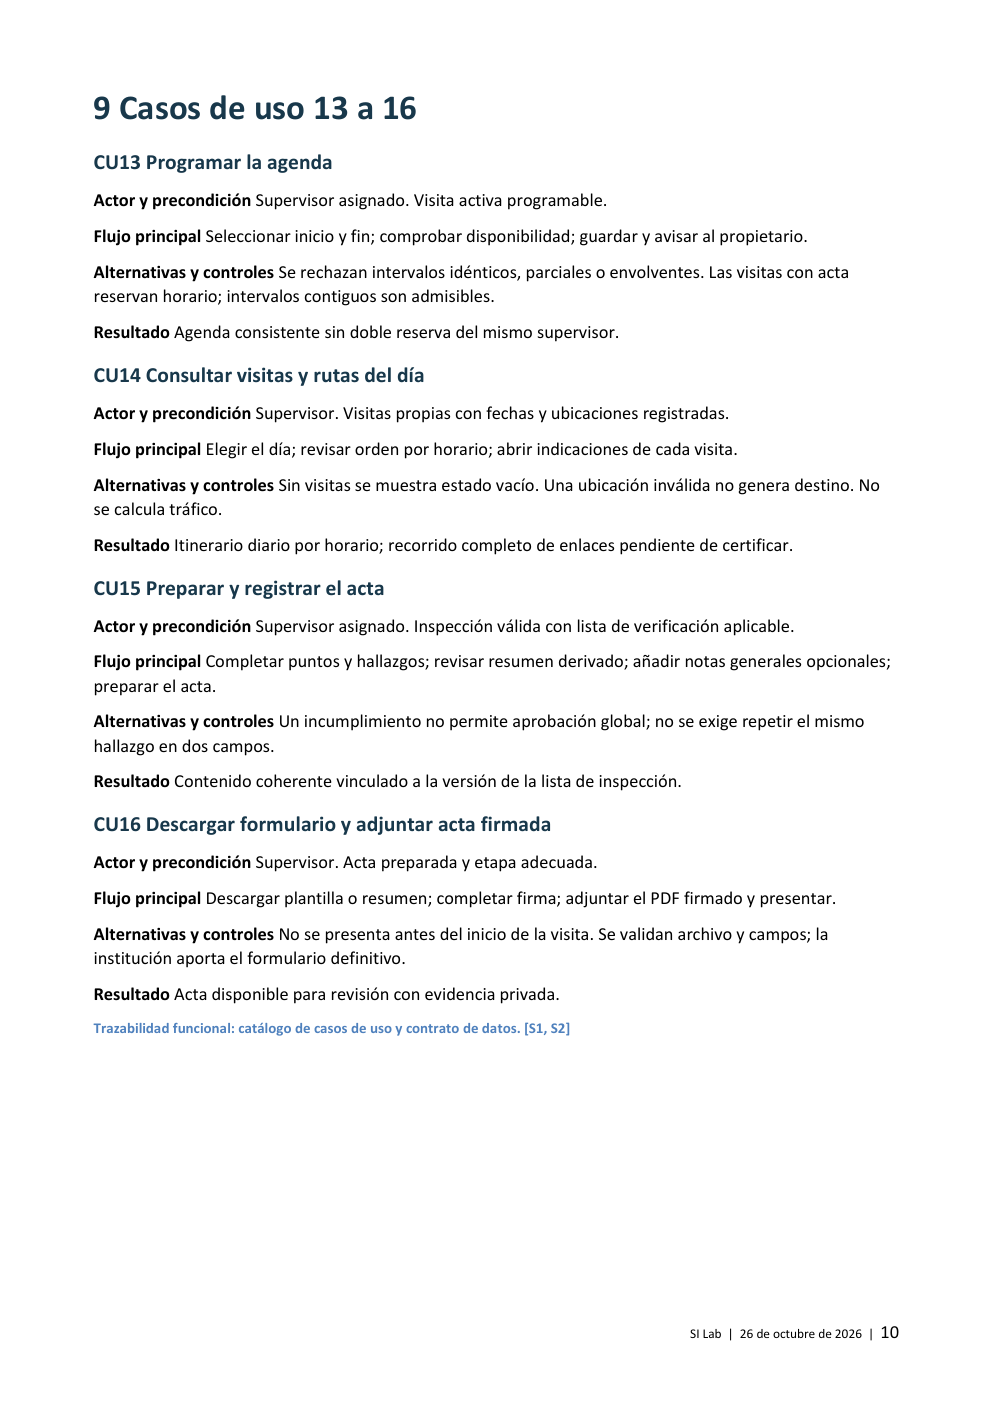 9 Casos de uso 13 a 16
CU13 Programar la agenda
Actor y precondición Supervisor asignado. Visita activa programable.
Flujo principal Seleccionar inicio y fin; comprobar disponibilidad; guardar y avisar al propietario.
Alternativas y controles Se rechazan intervalos idénticos, parciales o envolventes. Las visitas con acta
reservan horario; intervalos contiguos son admisibles.
Resultado Agenda consistente sin doble reserva del mismo supervisor.
CU14 Consultar visitas y rutas del día
Actor y precondición Supervisor. Visitas propias con fechas y ubicaciones registradas.
Flujo principal Elegir el día; revisar orden por horario; abrir indicaciones de cada visita.
Alternativas y controles Sin visitas se muestra estado vacío. Una ubicación inválida no genera destino. No
se calcula tráfico.
Resultado Itinerario diario por horario; recorrido completo de enlaces pendiente de certificar.
CU15 Preparar y registrar el acta
Actor y precondición Supervisor asignado. Inspección válida con lista de verificación aplicable.
Flujo principal Completar puntos y hallazgos; revisar resumen derivado; añadir notas generales opcionales;
preparar el acta.
Alternativas y controles Un incumplimiento no permite aprobación global; no se exige repetir el mismo
hallazgo en dos campos.
Resultado Contenido coherente vinculado a la versión de la lista de inspección.
CU16 Descargar formulario y adjuntar acta firmada
Actor y precondición Supervisor. Acta preparada y etapa adecuada.
Flujo principal Descargar plantilla o resumen; completar firma; adjuntar el PDF firmado y presentar.
Alternativas y controles No se presenta antes del inicio de la visita. Se validan archivo y campos; la
institución aporta el formulario definitivo.
Resultado Acta disponible para revisión con evidencia privada.
Trazabilidad funcional: catálogo de casos de uso y contrato de datos. [S1, S2]
SI Lab | 26 de octubre de 2026 | 10